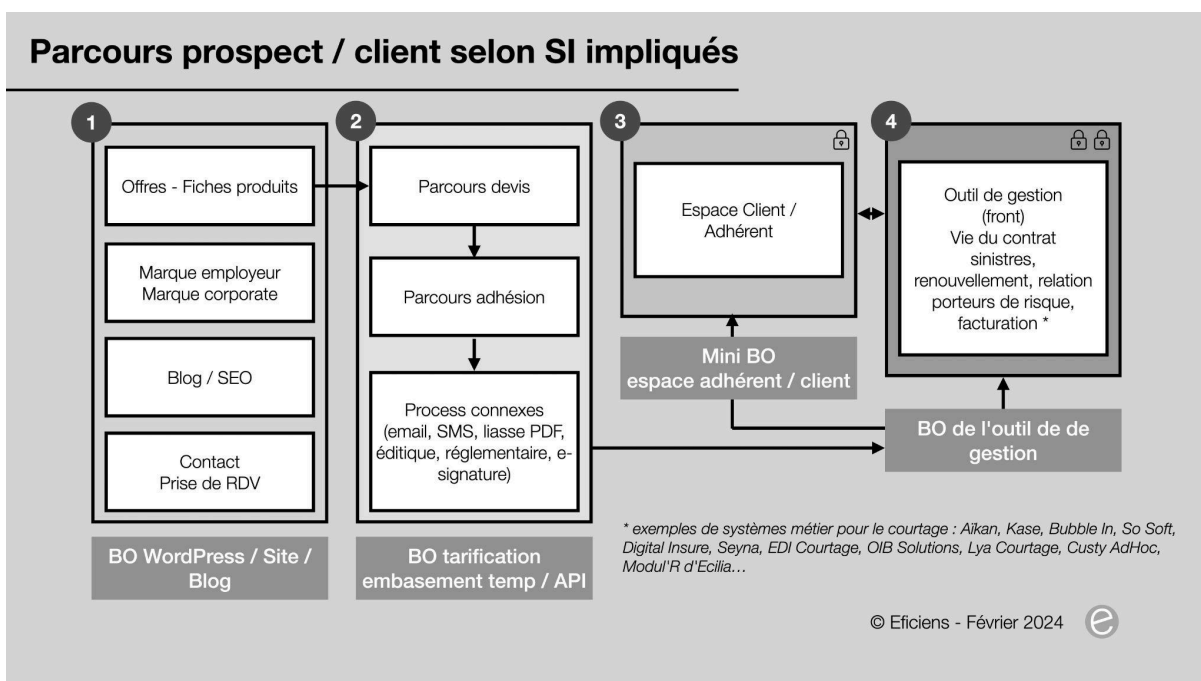 Parcours prospect / client selon SI impliqués
1
Offres - Fiches produits
Marque employeur
Marque corporate
Blog / SEO
Contact
Prise de RDV
BO WordPress / Site /
Blog
2
Parcours devis
Parcours adhésion
Process connexes
(email, SMS, liasse PDF,
éditique, réglementaire, e-
signature)
BO tarification
embasement temp / API
3
Espace Client /
Adhérent
Mini BO
espace adhérent / client
4
Outil de gestion
(front)
Vie du contrat
sinistres,
renouvellement, relation
porteurs de risque,
facturation *
BO de l'outil de de
gestion
* exemples de systèmes métier pour le courtage : Aïkan, Kase, Bubble In, So Soft,
Digital Insure, Seyna, EDI Courtage, OIB Solutions, Lya Courtage, Custy AdHoc,
Modul'R d'Ecilia…
© Eficiens - Février 2024
e